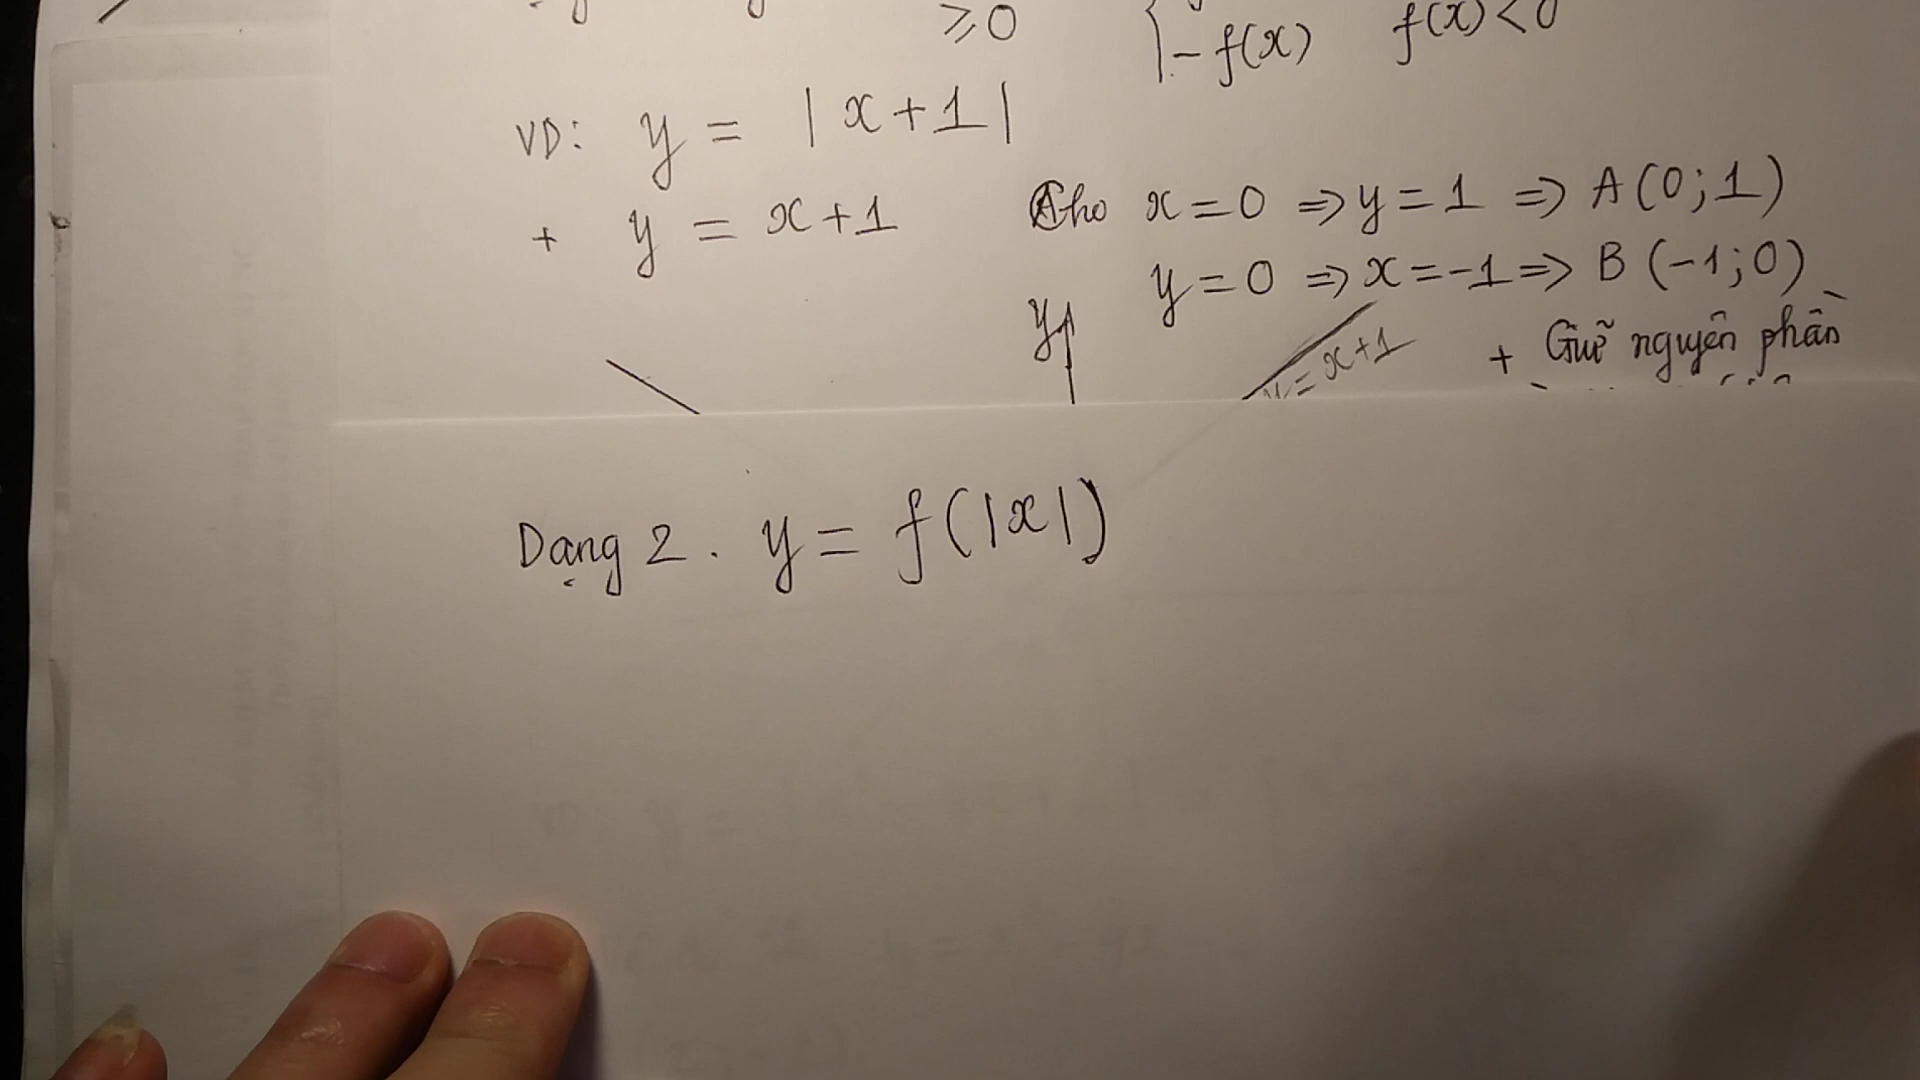 ≥0
- f(x) f(x) < 0
VD: y = |x+1|
+ y = x+1
Cho x=0 => y=1 => A(0;1)
y=0 => x=-1 => B(-1;0)
y
y = x+1
+ Giữ nguyên phần
Dạng 2. y = f(|x|)